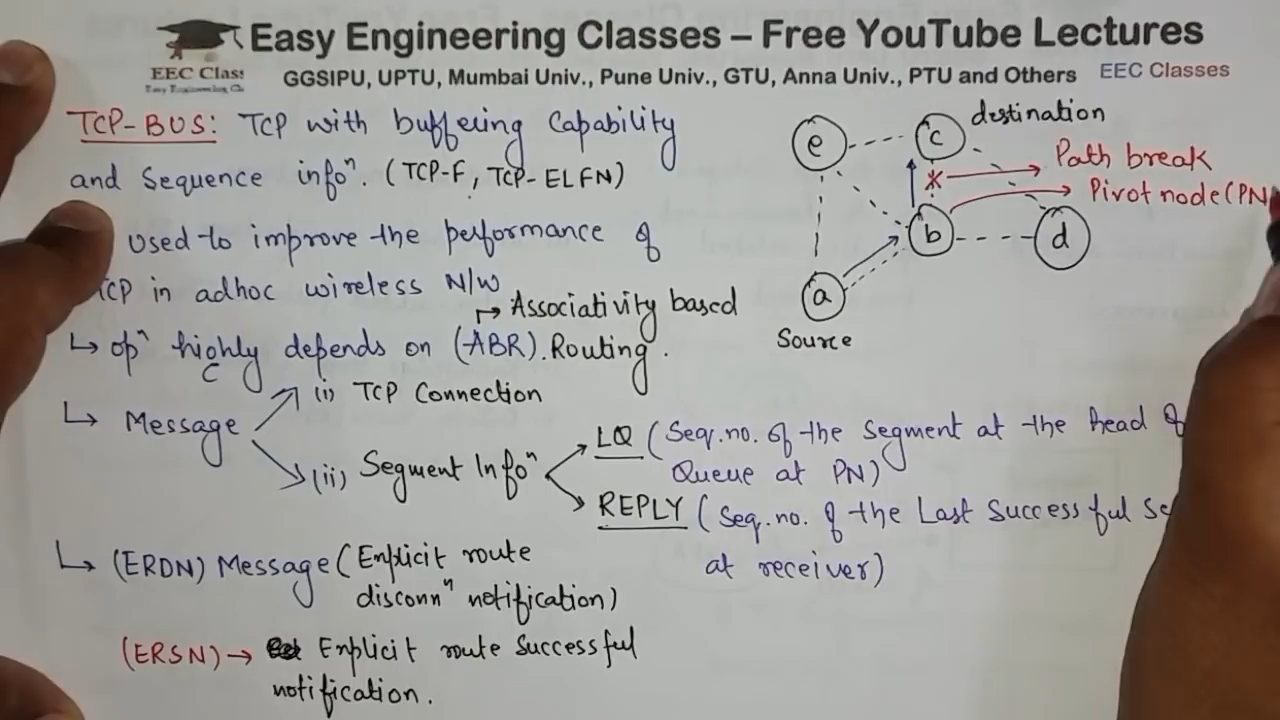 Easy Engineering Classes – Free YouTube Lectures
EEC Class
GGSIPU, UPTU, Mumbai Univ., Pune Univ., GTU, Anna Univ., PTU and Others
EEC Classes
TCP-BUS: TCP with buffering Capability
and Sequence infoⁿ. (TCP-F, TCP-ELFN)
Used to improve the performance of
TCP in adhoc wireless N/W
↳ opⁿ highly depends on (ABR). Routing.
↦ Associativity based
↳ Message
(i) TCP Connection
(ii) Segment Infoⁿ
LQ (Seq. no. of the segment at the head of
Queue at PN)
REPLY (Seq. no. of the Last Successful
at receiver)
↳ (ERDN) Message (Explicit route
disconnⁿ notification)
(ERSN) → Explicit route Successful
notification.
e
c
destination
Path break
Pivot node (PN
b
d
a
Source